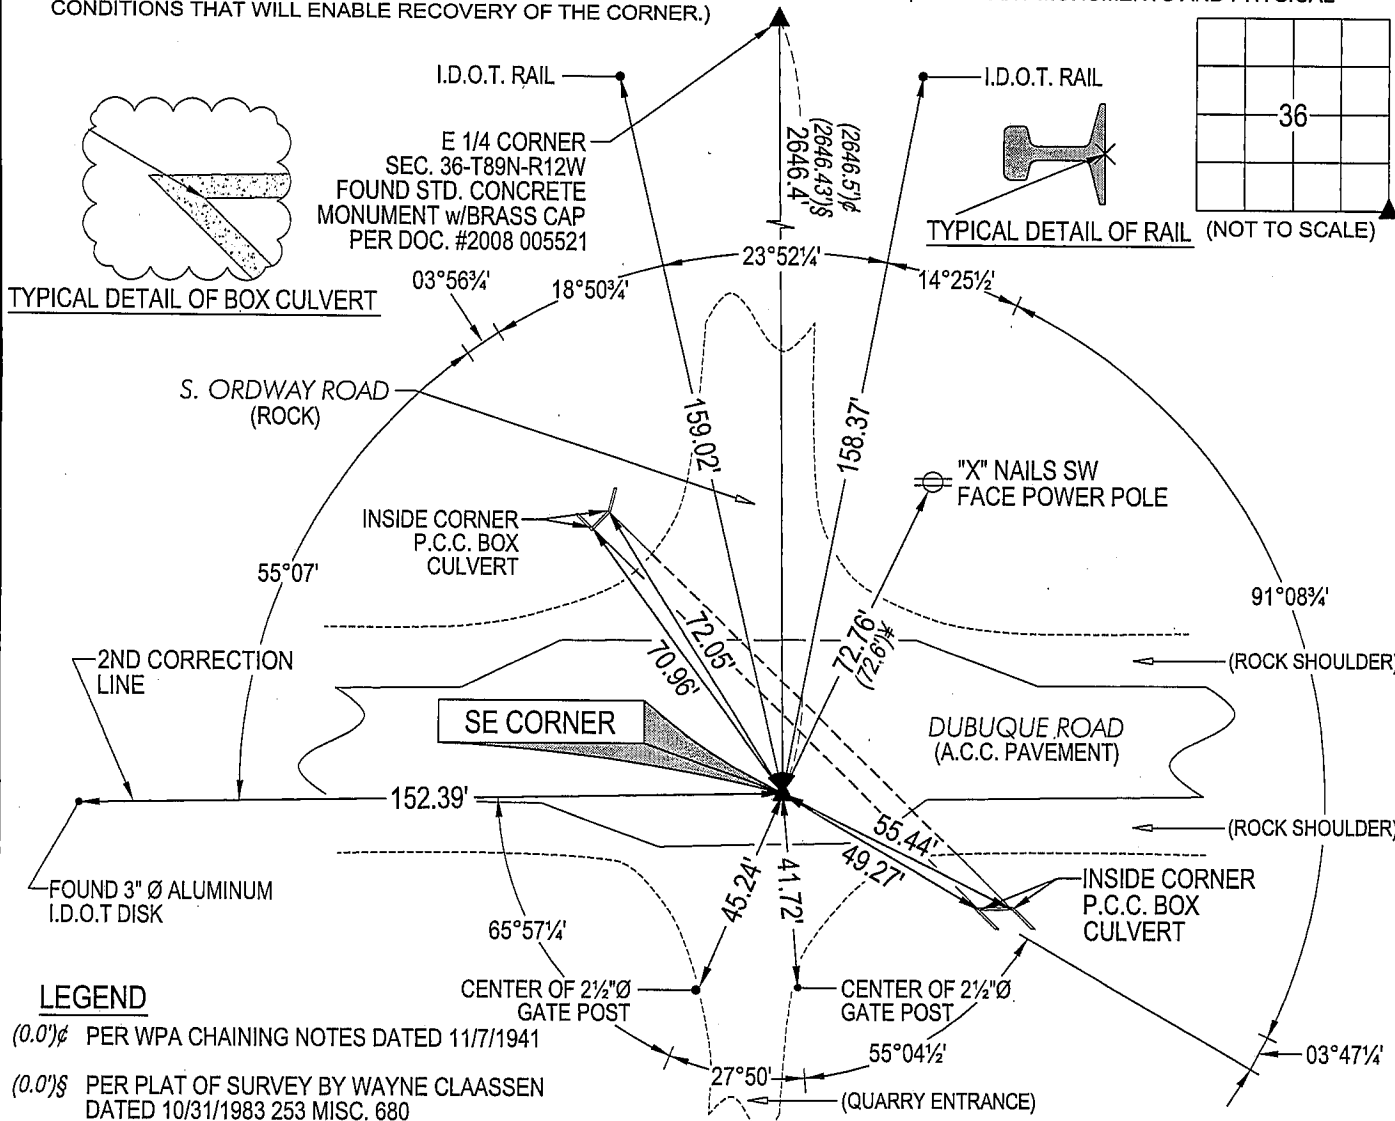 CONDITIONS THAT WILL ENABLE RECOVERY OF THE CORNER.)
I.D.O.T. RAIL
I.D.O.T. RAIL
E 1/4 CORNER
SEC. 36-T89N-R12W
FOUND STD. CONCRETE
MONUMENT w/BRASS CAP
PER DOC. #2008 005521
(2646.5')¢
(2646.43')§
2646.4'
36
TYPICAL DETAIL OF RAIL
(NOT TO SCALE)
TYPICAL DETAIL OF BOX CULVERT
03°56¾'
18°50¾'
23°52¼'
14°25½'
S. ORDWAY ROAD
(ROCK)
159.02'
158.37'
"X" NAILS SW
FACE POWER POLE
INSIDE CORNER
P.C.C. BOX
CULVERT
55°07'
91°08¾'
72.05'
70.96'
72.76'
(72.6')
2ND CORRECTION
LINE
(ROCK SHOULDER)
SE CORNER
DUBUQUE ROAD
(A.C.C. PAVEMENT)
152.39'
(ROCK SHOULDER)
55.44'
49.27'
45.24'
41.72'
FOUND 3" Ø ALUMINUM
I.D.O.T DISK
INSIDE CORNER
P.C.C. BOX
CULVERT
65°57¼'
CENTER OF 2½"Ø
GATE POST
CENTER OF 2½"Ø
GATE POST
LEGEND
(0.0')¢ PER WPA CHAINING NOTES DATED 11/7/1941
55°04½'
03°47¼'
27°50'
(QUARRY ENTRANCE)
(0.0')§ PER PLAT OF SURVEY BY WAYNE CLAASSEN
DATED 10/31/1983 253 MISC. 680